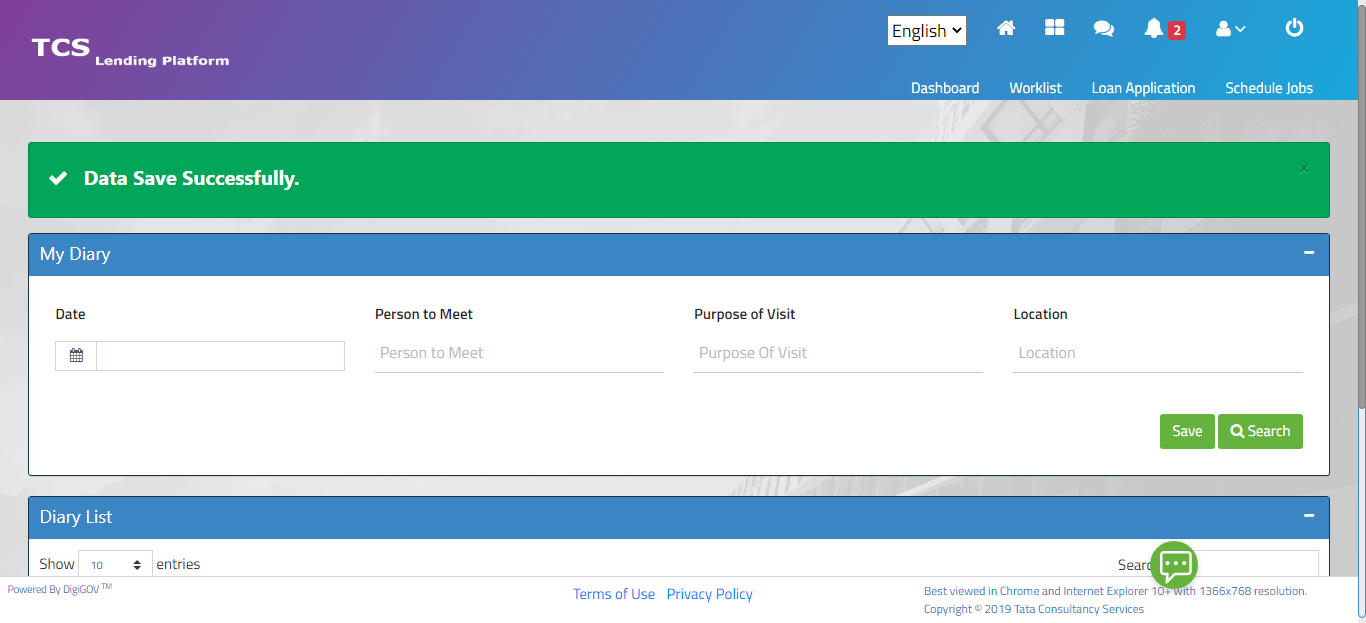 English
2
TCS Lending Platform
Dashboard Worklist Loan Application Schedule Jobs
Data Save Successfully.
×
My Diary
Date Person to Meet Purpose of Visit Location
Person to Meet Purpose Of Visit Location
Save Search
Diary List
Show 10 entries Searc
Powered By DigiGOV TM
Terms of Use Privacy Policy
Best viewed in Chrome and Internet Explorer 10+ with 1366x768 resolution.
Copyright © 2019 Tata Consultancy Services